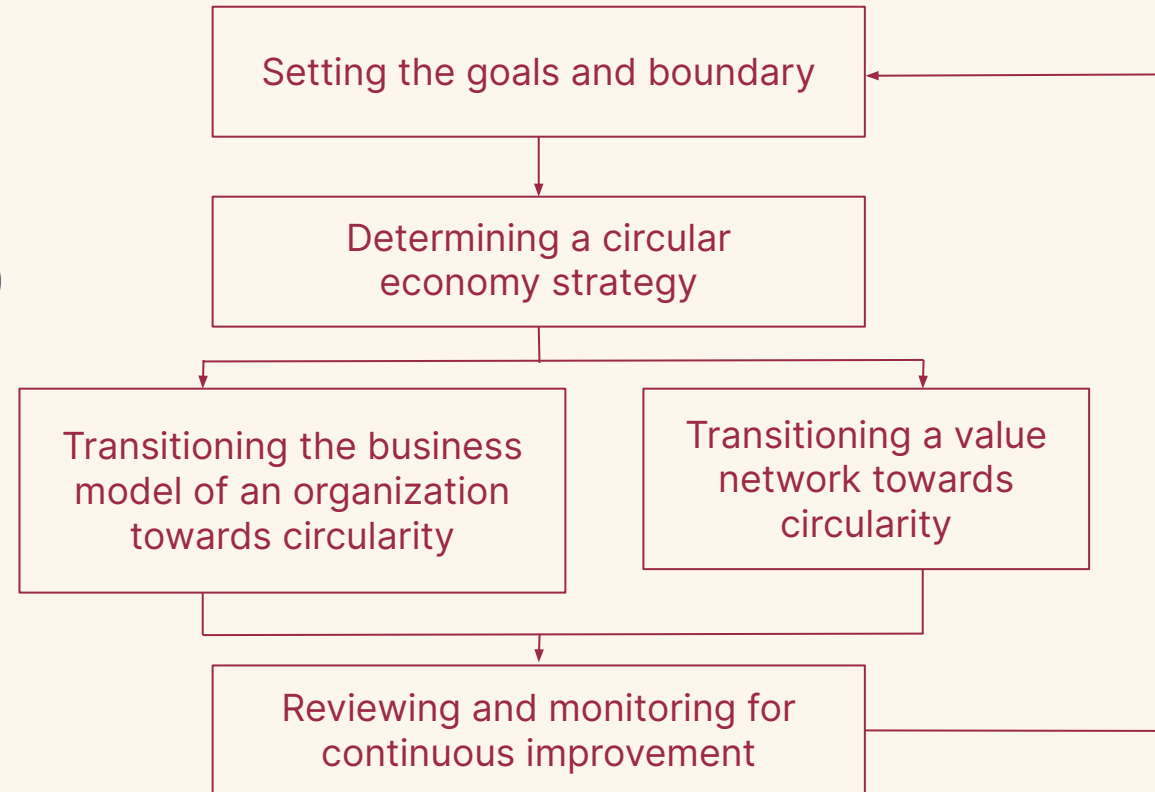 Setting the goals and boundary
Determining a circular
economy strategy
Transitioning the business
model of an organization
towards circularity
Transitioning a value
network towards
circularity
Reviewing and monitoring for
continuous improvement